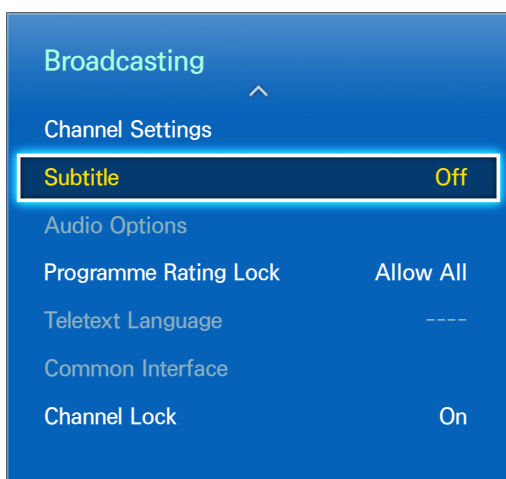 Broadcasting
Channel Settings
Subtitle Off
Audio Options
Programme Rating Lock Allow All
Teletext Language ----
Common Interface
Channel Lock On